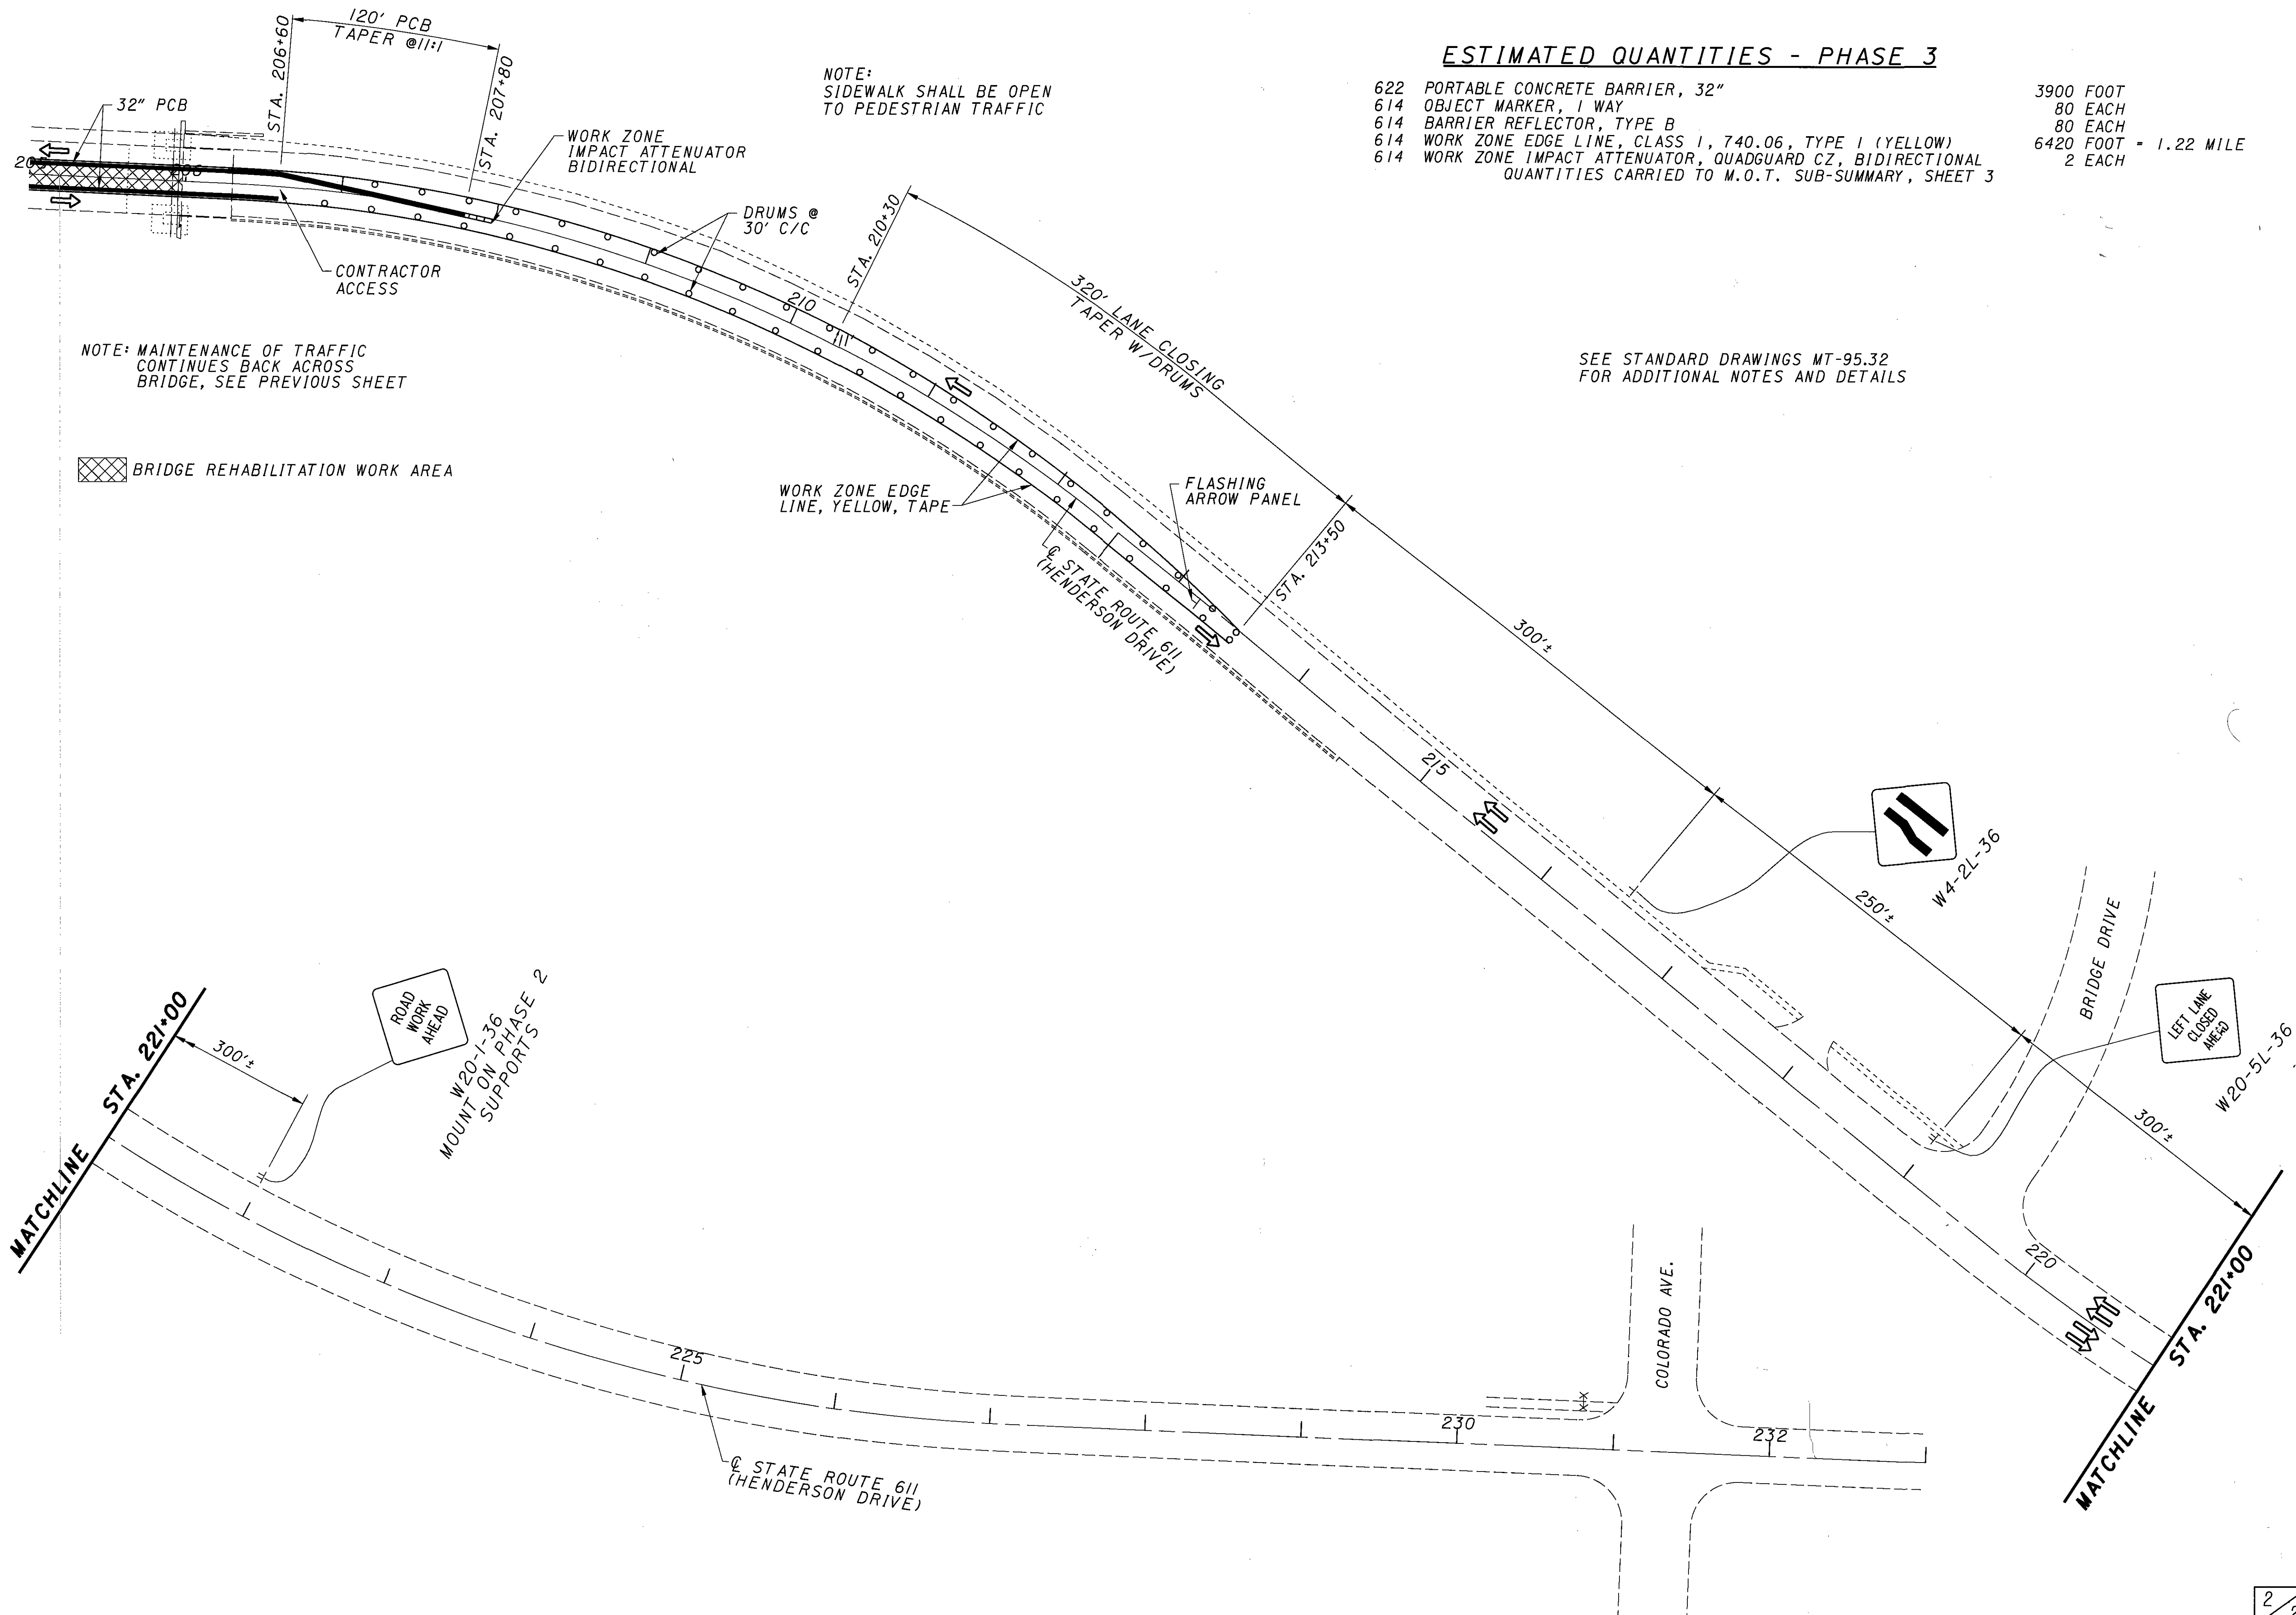 120' PCB
TAPER @11:1
STA. 206+60
STA. 207+80
32" PCB
NOTE:
SIDEWALK SHALL BE OPEN
TO PEDESTRIAN TRAFFIC
ESTIMATED QUANTITIES - PHASE 3
622 PORTABLE CONCRETE BARRIER, 32" 3900 FOOT
614 OBJECT MARKER, 1 WAY 80 EACH
614 BARRIER REFLECTOR, TYPE B 80 EACH
614 WORK ZONE EDGE LINE, CLASS 1, 740.06, TYPE 1 (YELLOW) 6420 FOOT = 1.22 MILE
614 WORK ZONE IMPACT ATTENUATOR, QUADGUARD CZ, BIDIRECTIONAL 2 EACH
QUANTITIES CARRIED TO M.O.T. SUB-SUMMARY, SHEET 3
WORK ZONE
IMPACT ATTENUATOR
BIDIRECTIONAL
DRUMS @
30' C/C
STA. 210+30
CONTRACTOR
ACCESS
210
320' LANE CLOSING
TAPER W/DRUMS
NOTE: MAINTENANCE OF TRAFFIC
CONTINUES BACK ACROSS
BRIDGE, SEE PREVIOUS SHEET
SEE STANDARD DRAWINGS MT-95.32
FOR ADDITIONAL NOTES AND DETAILS
BRIDGE REHABILITATION WORK AREA
WORK ZONE EDGE
LINE, YELLOW, TAPE
FLASHING
ARROW PANEL
STA. 213+50
℄ STATE ROUTE 611
(HENDERSON DRIVE)
300'±
215
W4-2L-36
250'±
BRIDGE DRIVE
LEFT LANE
CLOSED
AHEAD
W20-5L-36
300'±
220
MATCHLINE STA. 221+00
MATCHLINE STA. 221+00
300'±
ROAD
WORK
AHEAD
W20-1-36
MOUNT ON PHASE 2
SUPPORTS
225
℄ STATE ROUTE 611
(HENDERSON DRIVE)
230
COLORADO AVE.
232
2